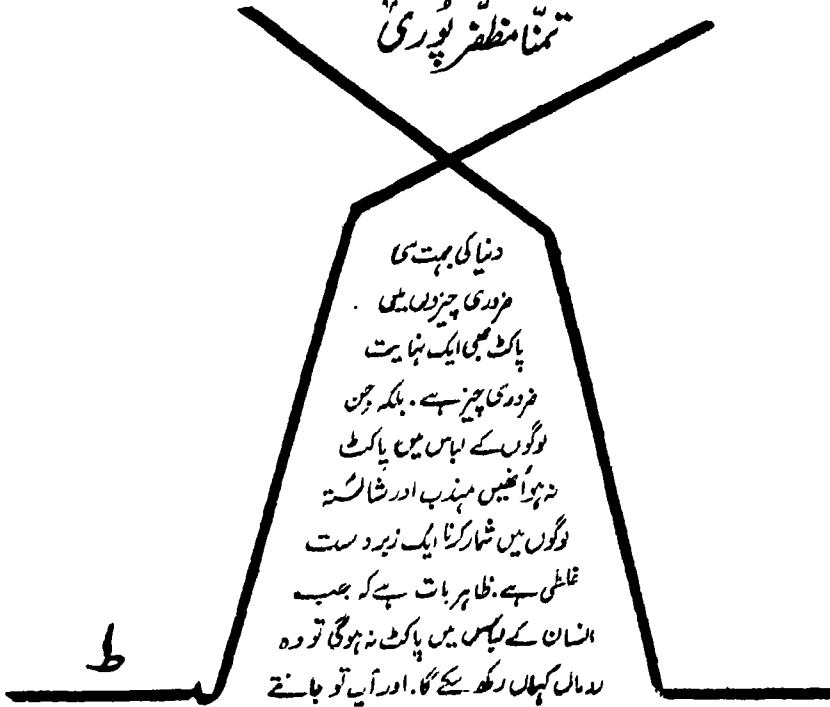 تمنّا مظفّر پُوری
دنیا کی بہت سی
ضروری چیزوں میں
پاکٹ بھی ایک نہایت
ضروری چیز ہے. بلکہ جِن
لوگوں کے لباس میں پاکٹ
نہ ہو اُنھیں مہذب اور شائستہ
لوگوں میں شمار کرنا ایک زبردست
غلطی ہے. ظاہر بات ہے کہ جب
انسان کے لباس میں پاکٹ نہ ہوگی تو وہ
رومال کہاں رکھ سکے گا. اور آپ تو جانتے